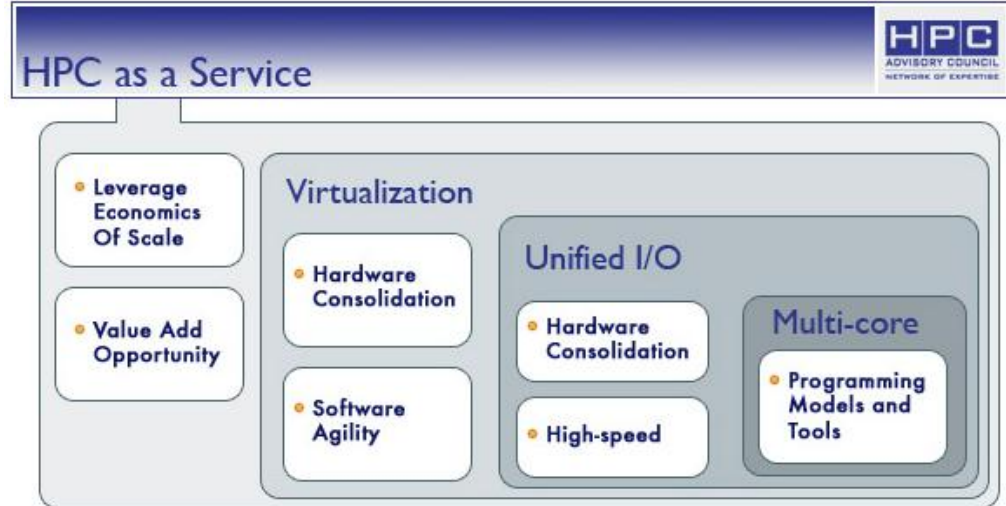 HPC as a Service
HPC
ADVISORY COUNCIL
NETWORK OF EXPERTISE
• Leverage
Economics
Of Scale
• Value Add
Opportunity
Virtualization
• Hardware
Consolidation
• Software
Agility
Unified I/O
• Hardware
Consolidation
• High-speed
Multi-core
• Programming
Models and
Tools